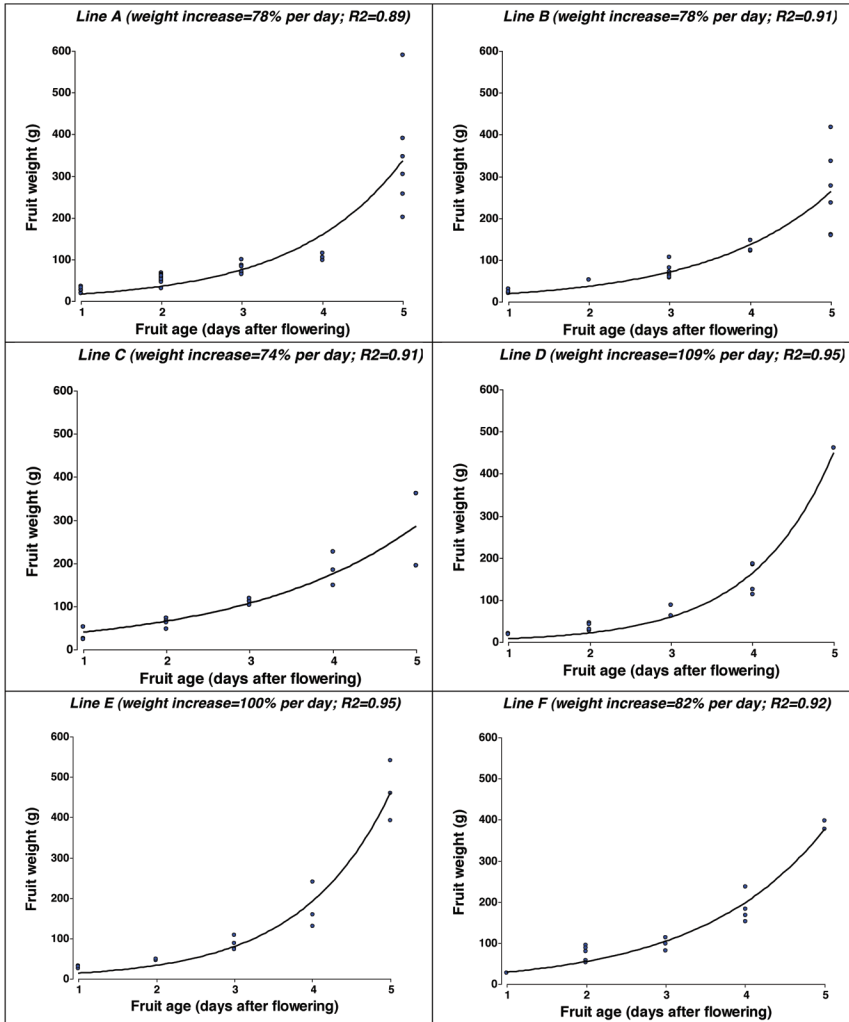 Line A (weight increase=78% per day; R2=0.89)
600
500
400
300
200
100
0
Fruit weight (g)
1 2 3 4 5
Fruit age (days after flowering)
Line B (weight increase=78% per day; R2=0.91)
600
500
400
300
200
100
0
Fruit weight (g)
1 2 3 4 5
Fruit age (days after flowering)
Line C (weight increase=74% per day; R2=0.91)
600
500
400
300
200
100
0
Fruit weight (g)
1 2 3 4 5
Fruit age (days after flowering)
Line D (weight increase=109% per day; R2=0.95)
600
500
400
300
200
100
0
Fruit weight (g)
1 2 3 4 5
Fruit age (days after flowering)
Line E (weight increase=100% per day; R2=0.95)
600
500
400
300
200
100
0
Fruit weight (g)
1 2 3 4 5
Fruit age (days after flowering)
Line F (weight increase=82% per day; R2=0.92)
600
500
400
300
200
100
0
Fruit weight (g)
1 2 3 4 5
Fruit age (days after flowering)